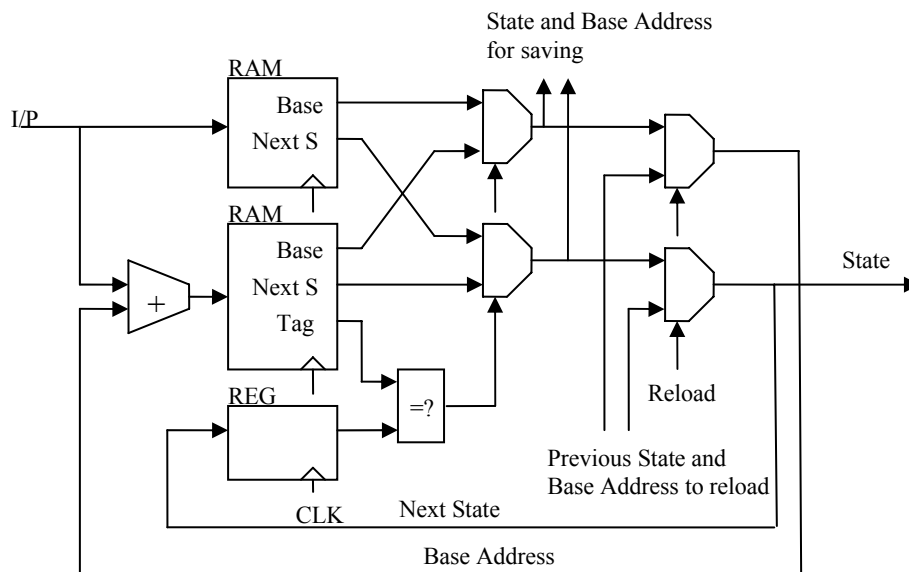 State and Base Address
for saving
RAM
Base
I/P
Next S
RAM
Base
State
Next S
+
Tag
REG
=?
Reload
Previous State and
Base Address to reload
CLK
Next State
Base Address